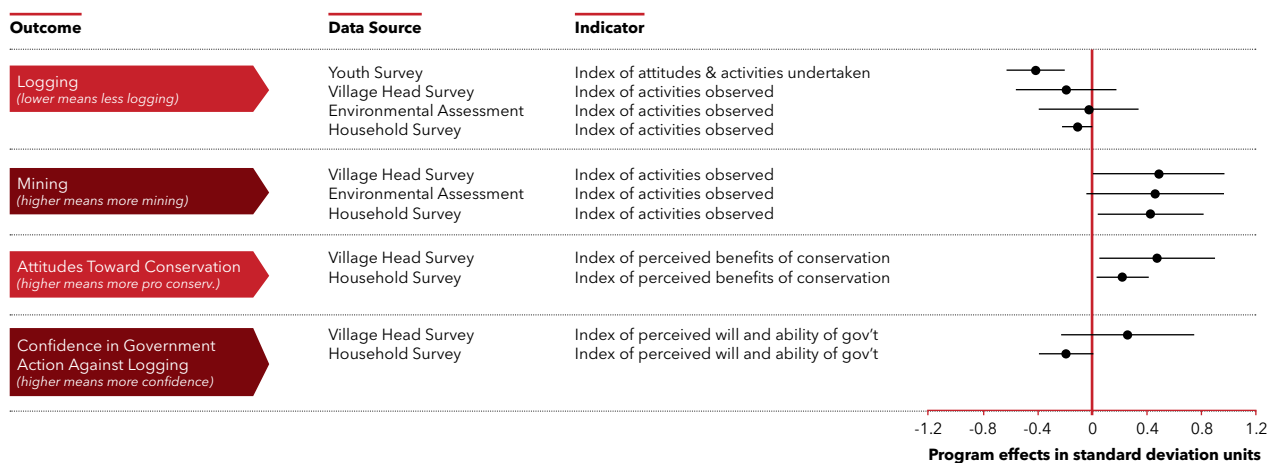 Outcome Data Source Indicator
Logging
(lower means less logging)
Youth Survey Index of attitudes & activities undertaken
Village Head Survey Index of activities observed
Environmental Assessment Index of activities observed
Household Survey Index of activities observed
Mining
(higher means more mining)
Village Head Survey Index of activities observed
Environmental Assessment Index of activities observed
Household Survey Index of activities observed
Attitudes Toward Conservation
(higher means more pro conserv.)
Village Head Survey Index of perceived benefits of conservation
Household Survey Index of perceived benefits of conservation
Confidence in Government
Action Against Logging
(higher means more confidence)
Village Head Survey Index of perceived will and ability of gov’t
Household Survey Index of perceived will and ability of gov’t
-1.2 -0.8 -0.4 0 0.4 0.8 1.2
Program effects in standard deviation units